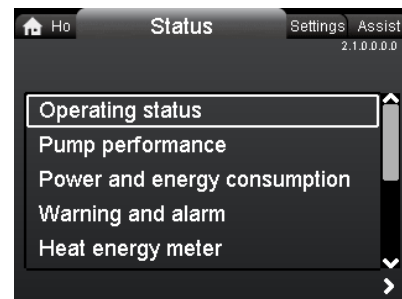 Ho Status Settings Assist
2.1.0.0.0.0
Operating status
Pump performance
Power and energy consumption
Warning and alarm
Heat energy meter